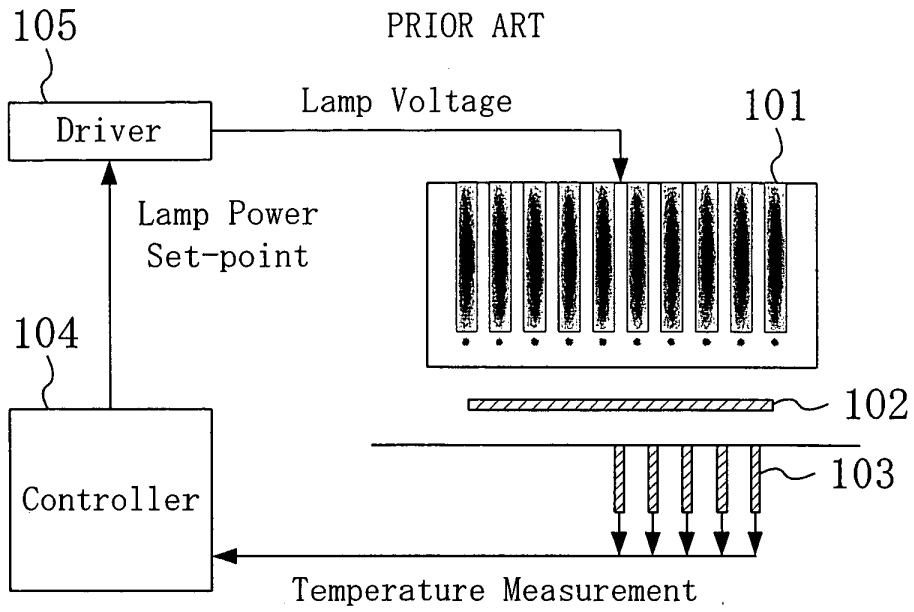 PRIOR ART
105
Driver
Lamp Voltage
101
Lamp Power
Set-point
104
Controller
102
103
Temperature Measurement